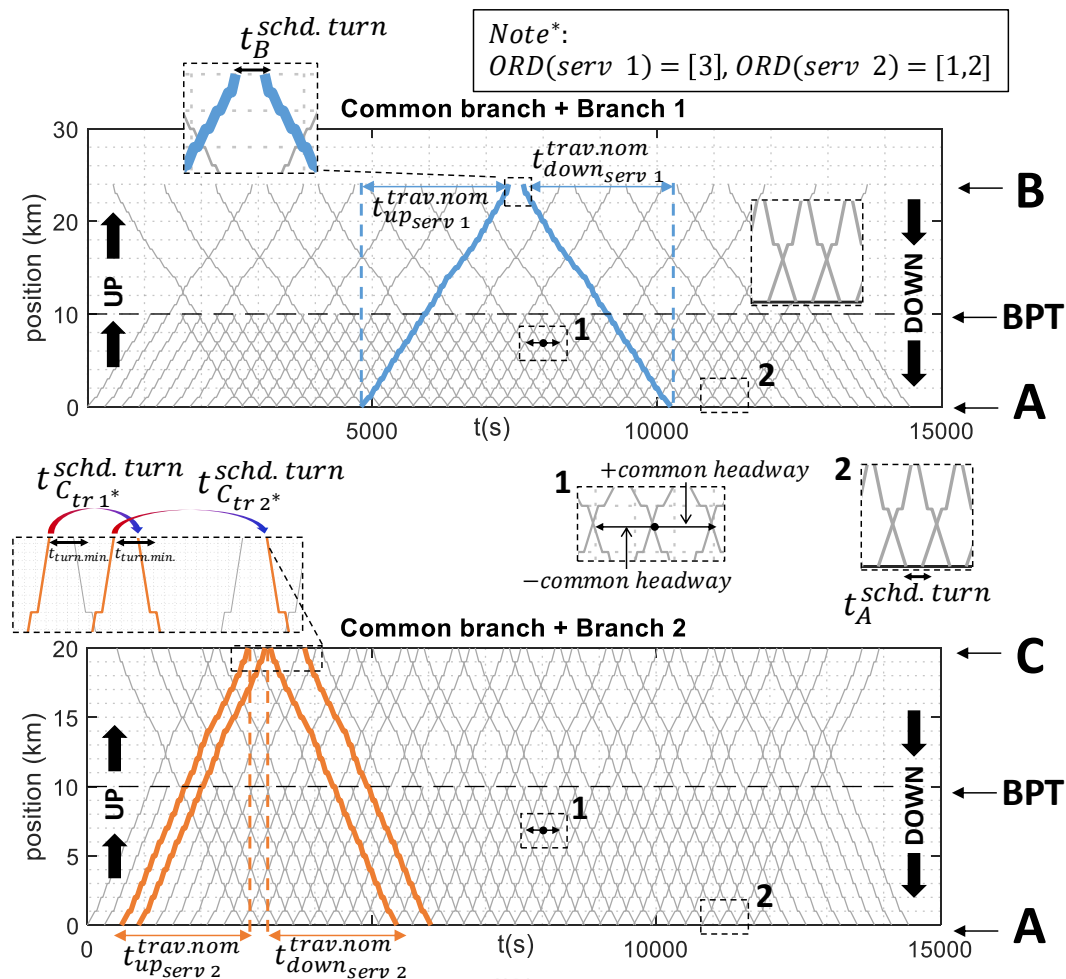 t_B^{schd. turn}
Note*:
ORD(serv 1) = [3], ORD(serv 2) = [1,2]
Common branch + Branch 1
30
20
10
0
position (km)
UP
t_{up_{serv 1}}^{trav.nom}
t_{down_{serv 1}}^{trav.nom}
1
2
DOWN
B
BPT
A
5000
t(s)
10000
15000
t_{C_{tr 1*}}^{schd. turn}
t_{C_{tr 2*}}^{schd. turn}
t_{turn.min.}
t_{turn.min.}
1
+common headway
−common headway
2
t_A^{schd. turn}
Common branch + Branch 2
20
15
10
5
0
position (km)
UP
1
2
DOWN
C
BPT
A
0
5000
t(s)
10000
15000
t_{up_{serv 2}}^{trav.nom}
t_{down_{serv 2}}^{trav.nom}